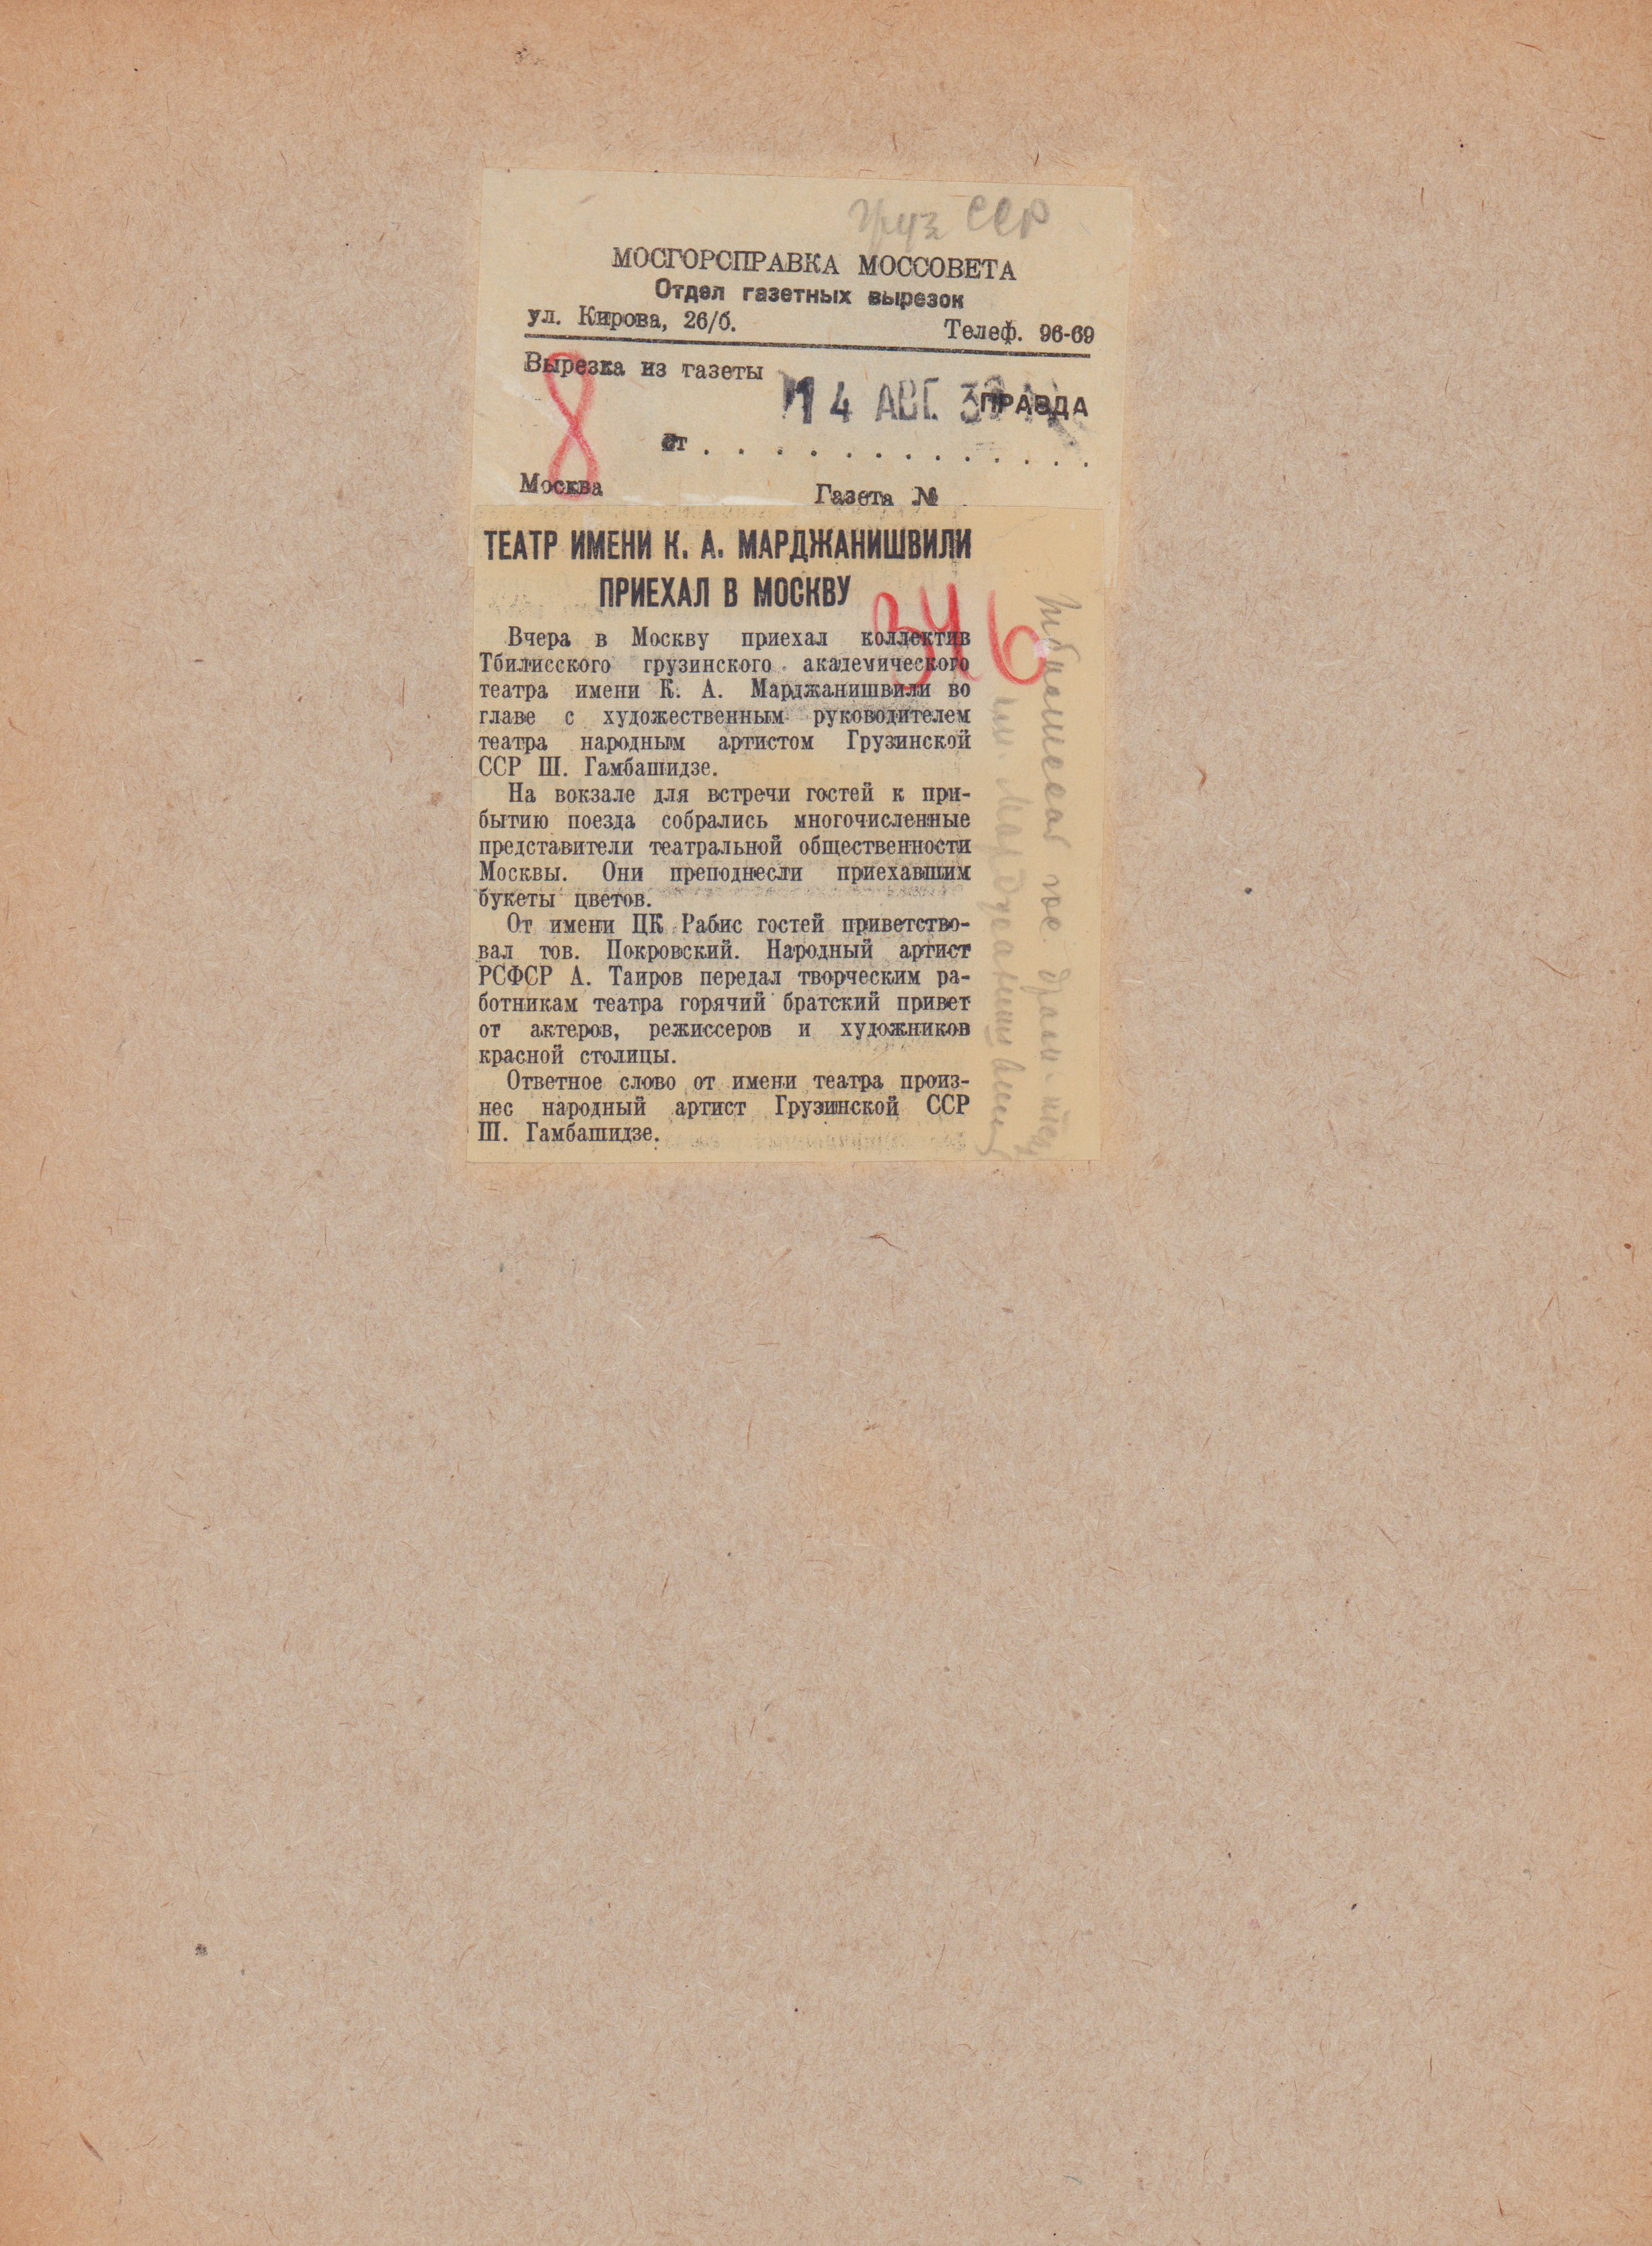 Груз ССР
МОСГОРСПРАВКА МОССОВЕТА
Отдел газетных вырезок
ул. Кирова, 26/б. Телеф. 96-69
Вырезка из газеты
14 АВГ. ПРАВДА
8
от . . . . . . . . . . . .
Москва Газета №
ТЕАТР ИМЕНИ К. А. МАРДЖАНИШВИЛИ
ПРИЕХАЛ В МОСКВУ
346
Вчера в Москву приехал коллектив
Тбилисского грузинского академического
театра имени К. А. Марджанишвили во
главе с художественным руководителем
театра народным артистом Грузинской
ССР Ш. Гамбашидзе.
На вокзале для встречи гостей к при-
бытию поезда собрались многочисленные
представители театральной общественности
Москвы. Они преподнесли приехавшим
букеты цветов.
От имени ЦК Рабис гостей приветство-
вал тов. Покровский. Народный артист
РСФСР А. Таиров передал творческим ра-
ботникам театра горячий братский привет
от актеров, режиссеров и художников
красной столицы.
Ответное слово от имени театра произ-
нес народный артист Грузинской ССР
Ш. Гамбашидзе.
гос. драм.
им. Марджанишвили